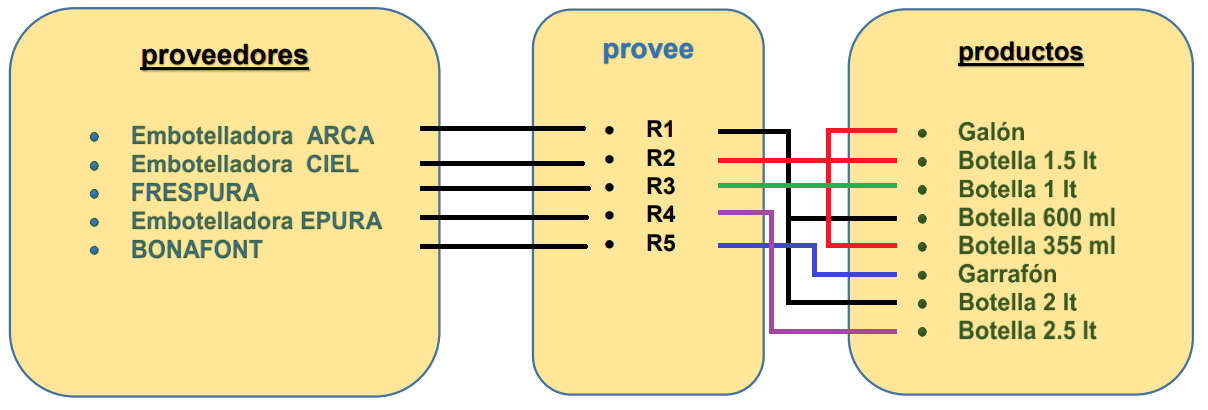 proveedores
Embotelladora ARCA
Embotelladora CIEL
FRESPURA
Embotelladora EPURA
BONAFONT
provee
R1
R2
R3
R4
R5
productos
Galón
Botella 1.5 lt
Botella 1 lt
Botella 600 ml
Botella 355 ml
Garrafón
Botella 2 lt
Botella 2.5 lt